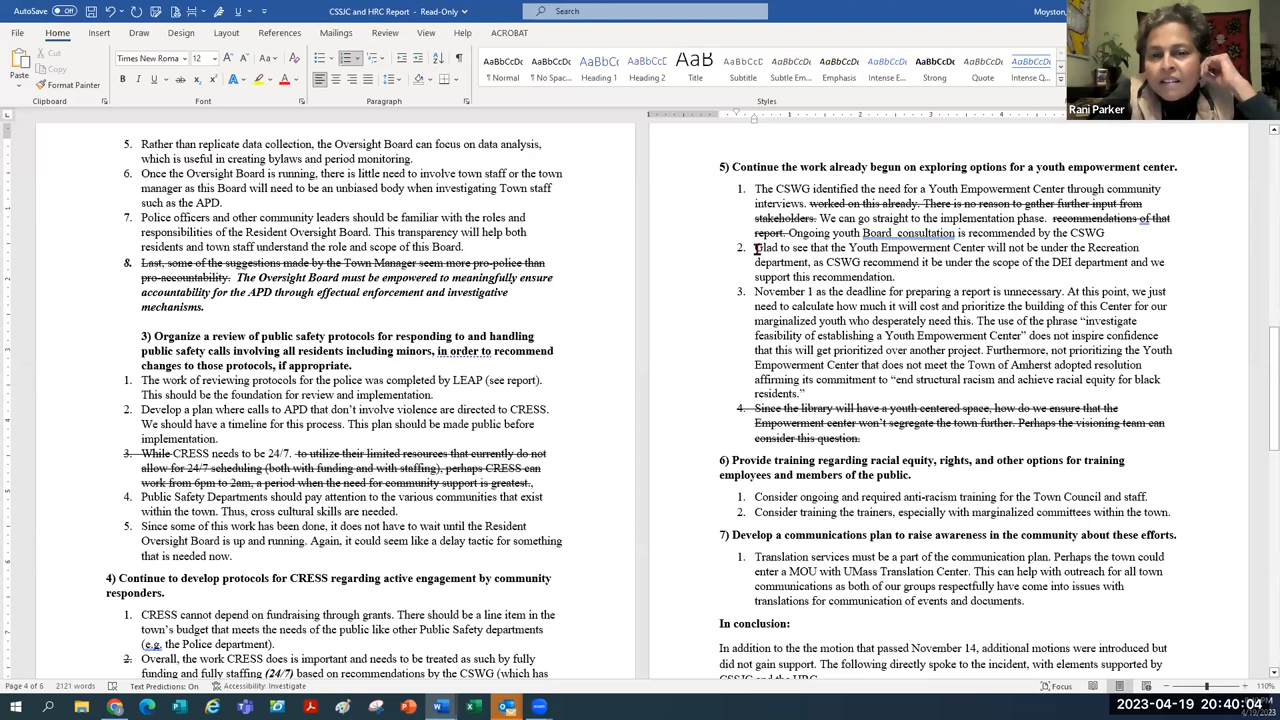 AutoSave Off CSSJC and HRC Report - Read-Only Search Moyston,
File Home Insert Draw Design Layout References Mailings Review View Help ACROBAT
Cut
Copy
Paste Format Painter
Times New Roma 12
Normal No Spac... Heading 1 Heading 2 Title Subtitle Subtle Em... Emphasis Intense E... Strong Quote Intense Q...
Clipboard Font Paragraph Styles
Rani Parker
5. Rather than replicate data collection, the Oversight Board can focus on data analysis,
which is useful in creating bylaws and period monitoring.
6. Once the Oversight Board is running, there is little need to involve town staff or the town
manager as this Board will need to be an unbiased body when investigating Town staff
such as the APD.
7. Police officers and other community leaders should be familiar with the roles and
responsibilities of the Resident Oversight Board. This transparency will help both
residents and town staff understand the role and scope of this Board.
8. Last, some of the suggestions made by the Town Manager seem more pro-police than
pro-accountability. The Oversight Board must be empowered to meaningfully ensure
accountability for the APD through effectual enforcement and investigative
mechanisms.
3) Organize a review of public safety protocols for responding to and handling
public safety calls involving all residents including minors, in order to recommend
changes to those protocols, if appropriate.
1. The work of reviewing protocols for the police was completed by LEAP (see report).
This should be the foundation for review and implementation.
2. Develop a plan where calls to APD that don't involve violence are directed to CRESS.
We should have a timeline for this process. This plan should be made public before
implementation.
3. While CRESS needs to be 24/7. to utilize their limited resources that currently do not
allow for 24/7 scheduling (both with funding and with staffing), perhaps CRESS can
work from 6pm to 2am, a period when the need for community support is greatest.,
4. Public Safety Departments should pay attention to the various communities that exist
within the town. Thus, cross cultural skills are needed.
5. Since some of this work has been done, it does not have to wait until the Resident
Oversight Board is up and running. Again, it could seem like a delay tactic for something
that is needed now.
4) Continue to develop protocols for CRESS regarding active engagement by community
responders.
1. CRESS cannot depend on fundraising through grants. There should be a line item in the
town's budget that meets the needs of the public like other Public Safety departments
(e.g. the Police department).
2. Overall, the work CRESS does is important and needs to be treated as such by fully
funding and fully staffing (24/7) based on recommendations by the CSWG (which has
5) Continue the work already begun on exploring options for a youth empowerment center.
1. The CSWG identified the need for a Youth Empowerment Center through community
interviews. worked on this already. There is no reason to gather further input from
stakeholders. We can go straight to the implementation phase. recommendations of that
report. Ongoing youth Board consultation is recommended by the CSWG
2. Glad to see that the Youth Empowerment Center will not be under the Recreation
department, as CSWG recommend it be under the scope of the DEI department and we
support this recommendation.
3. November 1 as the deadline for preparing a report is unnecessary. At this point, we just
need to calculate how much it will cost and prioritize the building of this Center for our
marginalized youth who desperately need this. The use of the phrase “investigate
feasibility of establishing a Youth Empowerment Center” does not inspire confidence
that this will get prioritized over another project. Furthermore, not prioritizing the Youth
Empowerment Center that does not meet the Town of Amherst adopted resolution
affirming its commitment to “end structural racism and achieve racial equity for black
residents.”
4. Since the library will have a youth centered space, how do we ensure that the
Empowerment center won't segregate the town further. Perhaps the visioning team can
consider this question.
6) Provide training regarding racial equity, rights, and other options for training
employees and members of the public.
1. Consider ongoing and required anti-racism training for the Town Council and staff.
2. Consider training the trainers, especially with marginalized committees within the town.
7) Develop a communications plan to raise awareness in the community about these efforts.
1. Translation services must be a part of the communication plan. Perhaps the town could
enter a MOU with UMass Translation Center. This can help with outreach for all town
communications as both of our groups respectfully have come into issues with
translations for communication of events and documents.
In conclusion:
In addition to the the motion that passed November 14, additional motions were introduced but
did not gain support. The following directly spoke to the incident, with elements supported by
CSSJC and the HRC
Page 4 of 6 2121 words Text Predictions: On Accessibility: Investigate Focus 110%
2023-04-19 20:40:04